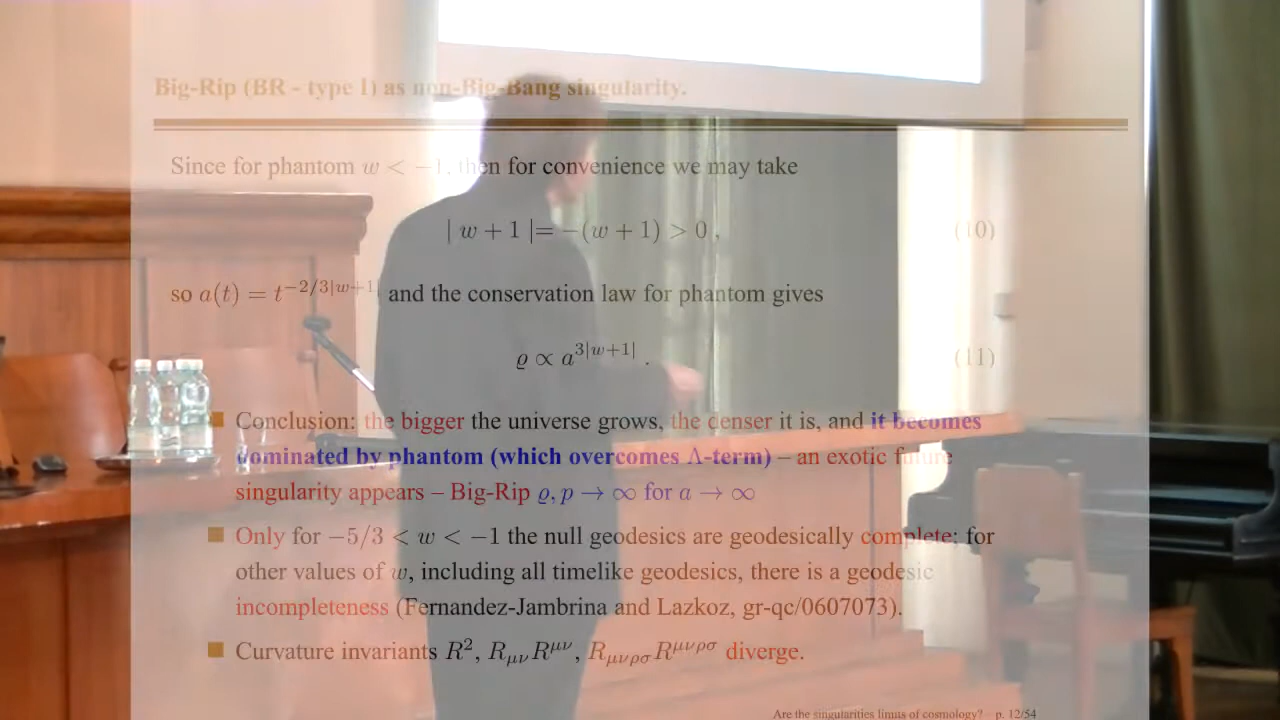 Big-Rip (BR - type I) as non-Big-Bang singularity.
Since for phantom w < −1, then for convenience we may take
| w + 1 |= −(w + 1) > 0 , (10)
so a(t) = t^{−2/3|w+1|} and the conservation law for phantom gives
ϱ ∝ a^{3|w+1|} . (11)
■ Conclusion: the bigger the universe grows, the denser it is, and it becomes
dominated by phantom (which overcomes Λ-term) – an exotic future
singularity appears – Big-Rip ϱ, p → ∞ for a → ∞
■ Only for −5/3 < w < −1 the null geodesics are geodesically complete; for
other values of w, including all timelike geodesics, there is a geodesic
incompleteness (Fernandez-Jambrina and Lazkoz, gr-qc/0607073).
■ Curvature invariants R², R_{μν}R^{μν}, R_{μνρσ}R^{μνρσ} diverge.
Are the singularities limits of cosmology? – p. 12/54